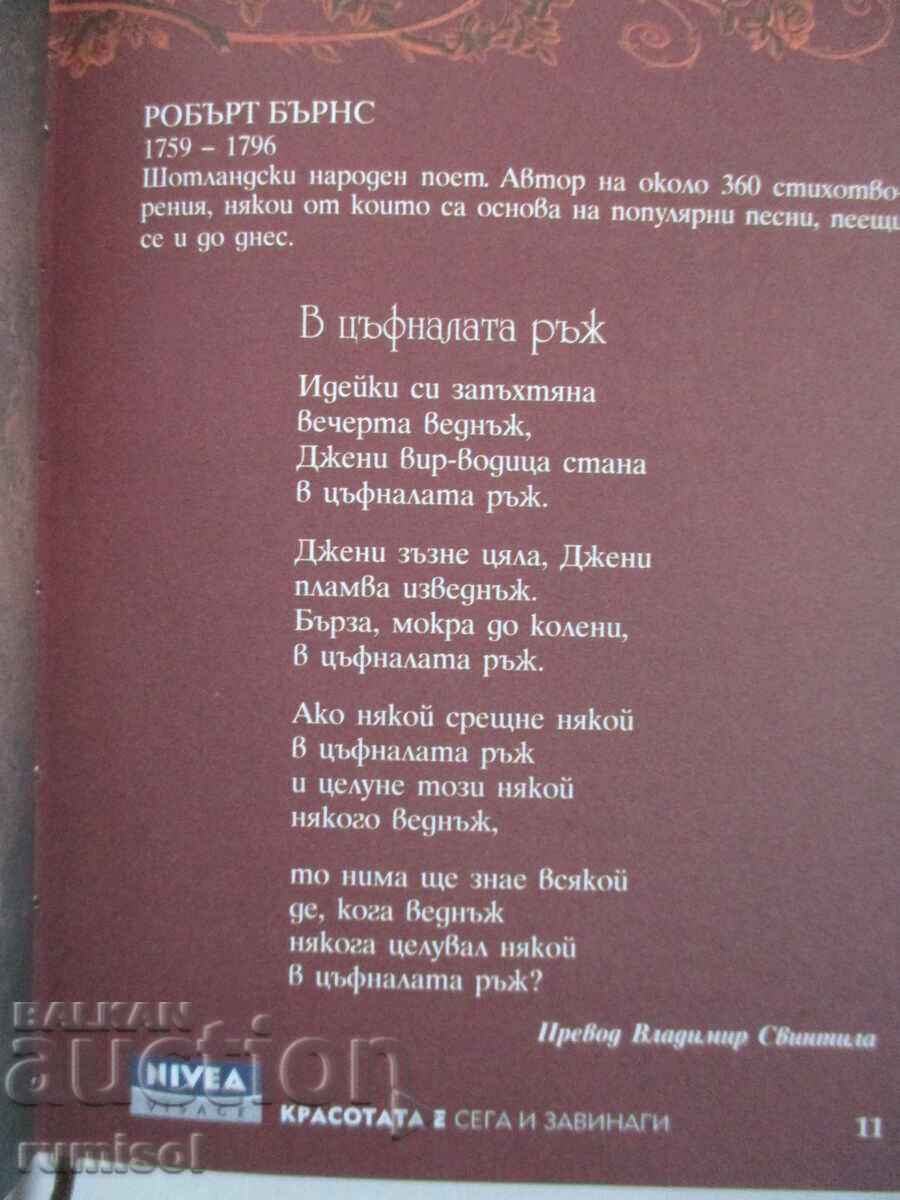 РОБЪРТ БЪРНС
1759 – 1796
Шотландски народен поет. Автор на около 360 стихотво-
рения, някои от които са основа на популярни песни, пеещи
се и до днес.
В цъфналата ръж
Идейки си запъхтяна
вечерта веднъж,
Джени вир-водица стана
в цъфналата ръж.
Джени зъзне цяла, Джени
пламва изведнъж.
Бърза, мокра до колени,
в цъфналата ръж.
Ако някой срещне някой
в цъфналата ръж
и целуне този някой
някого веднъж,
то нима ще знае всякой
де, кога веднъж
някога целувал някой
в цъфналата ръж?
Превод Владимир Свинтила
BALKAN
auction
NIVEA
VISAGE
КРАСОТАТА Е СЕГА И ЗАВИНАГИ
11
rumisol